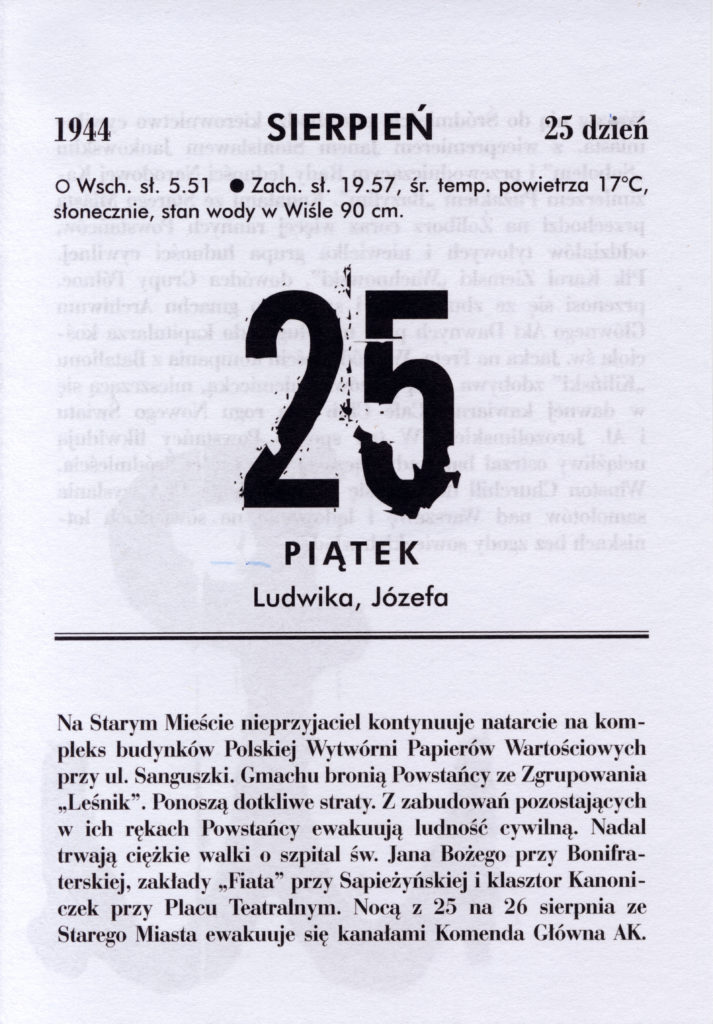 1944 SIERPIEŃ 25 dzień
O Wsch. sł. 5.51 ● Zach. sł. 19.57, śr. temp. powietrza 17°C,
słonecznie, stan wody w Wiśle 90 cm.
25
PIĄTEK
Ludwika, Józefa
Na Starym Mieście nieprzyjaciel kontynuuje natarcie na kom-
pleks budynków Polskiej Wytwórni Papierów Wartościowych
przy ul. Sanguszki. Gmachu bronią Powstańcy ze Zgrupowania
„Leśnik”. Ponoszą dotkliwe straty. Z zabudowań pozostających
w ich rękach Powstańcy ewakuują ludność cywilną. Nadal
trwają ciężkie walki o szpital św. Jana Bożego przy Bonifra-
terskiej, zakłady „Fiata” przy Sapieżyńskiej i klasztor Kanoni-
czek przy Placu Teatralnym. Nocą z 25 na 26 sierpnia ze
Starego Miasta ewakuuje się kanałami Komenda Główna AK.